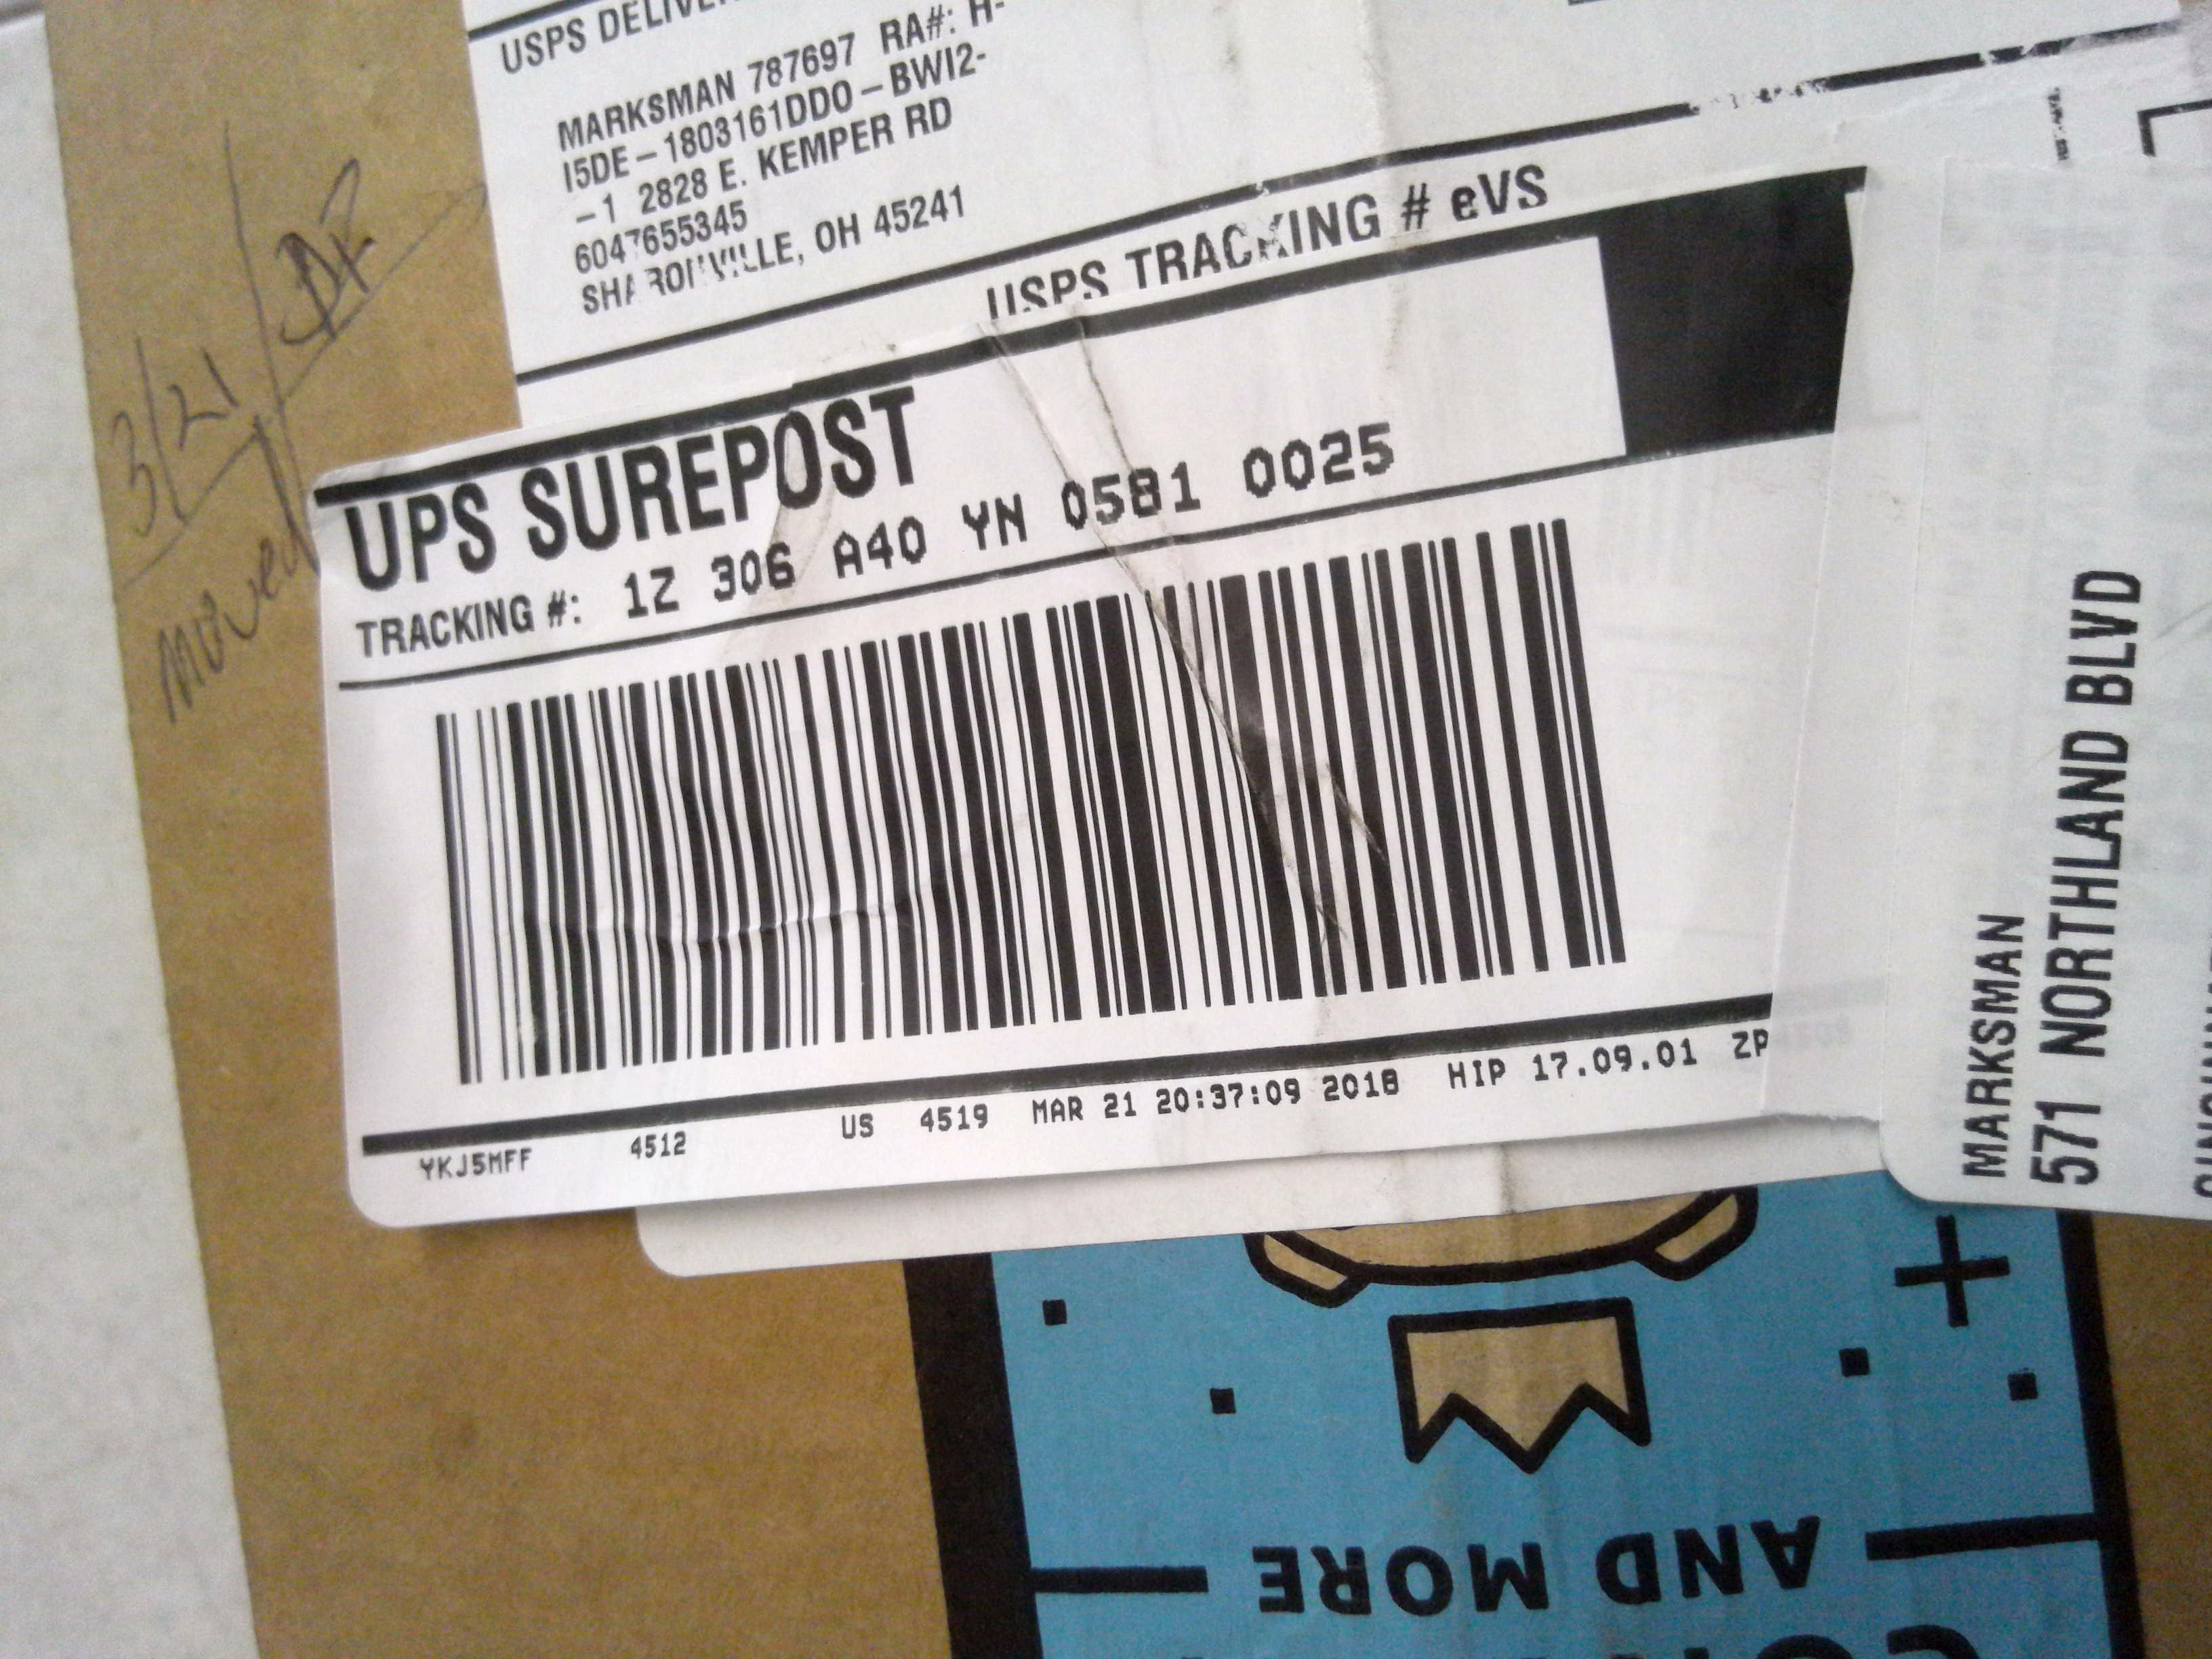 USPS DELIVE
MARKSMAN 787697 RA#: H-
I5DE – 1803161DDO – BWI2-
–1 2828 E. KEMPER RD
6047655345
SHARONVILLE, OH 45241
USPS TRACKING # eVS
UPS SUREPOST
TRACKING #: 1Z 306 A40 YN 0581 0025
YKJ5MFF 4512 US 4519 MAR 21 20:37:09 2018 HIP 17.09.01 ZP
3/21/
moved
MARKSMAN
571 NORTHLAND BLVD
AND MORE